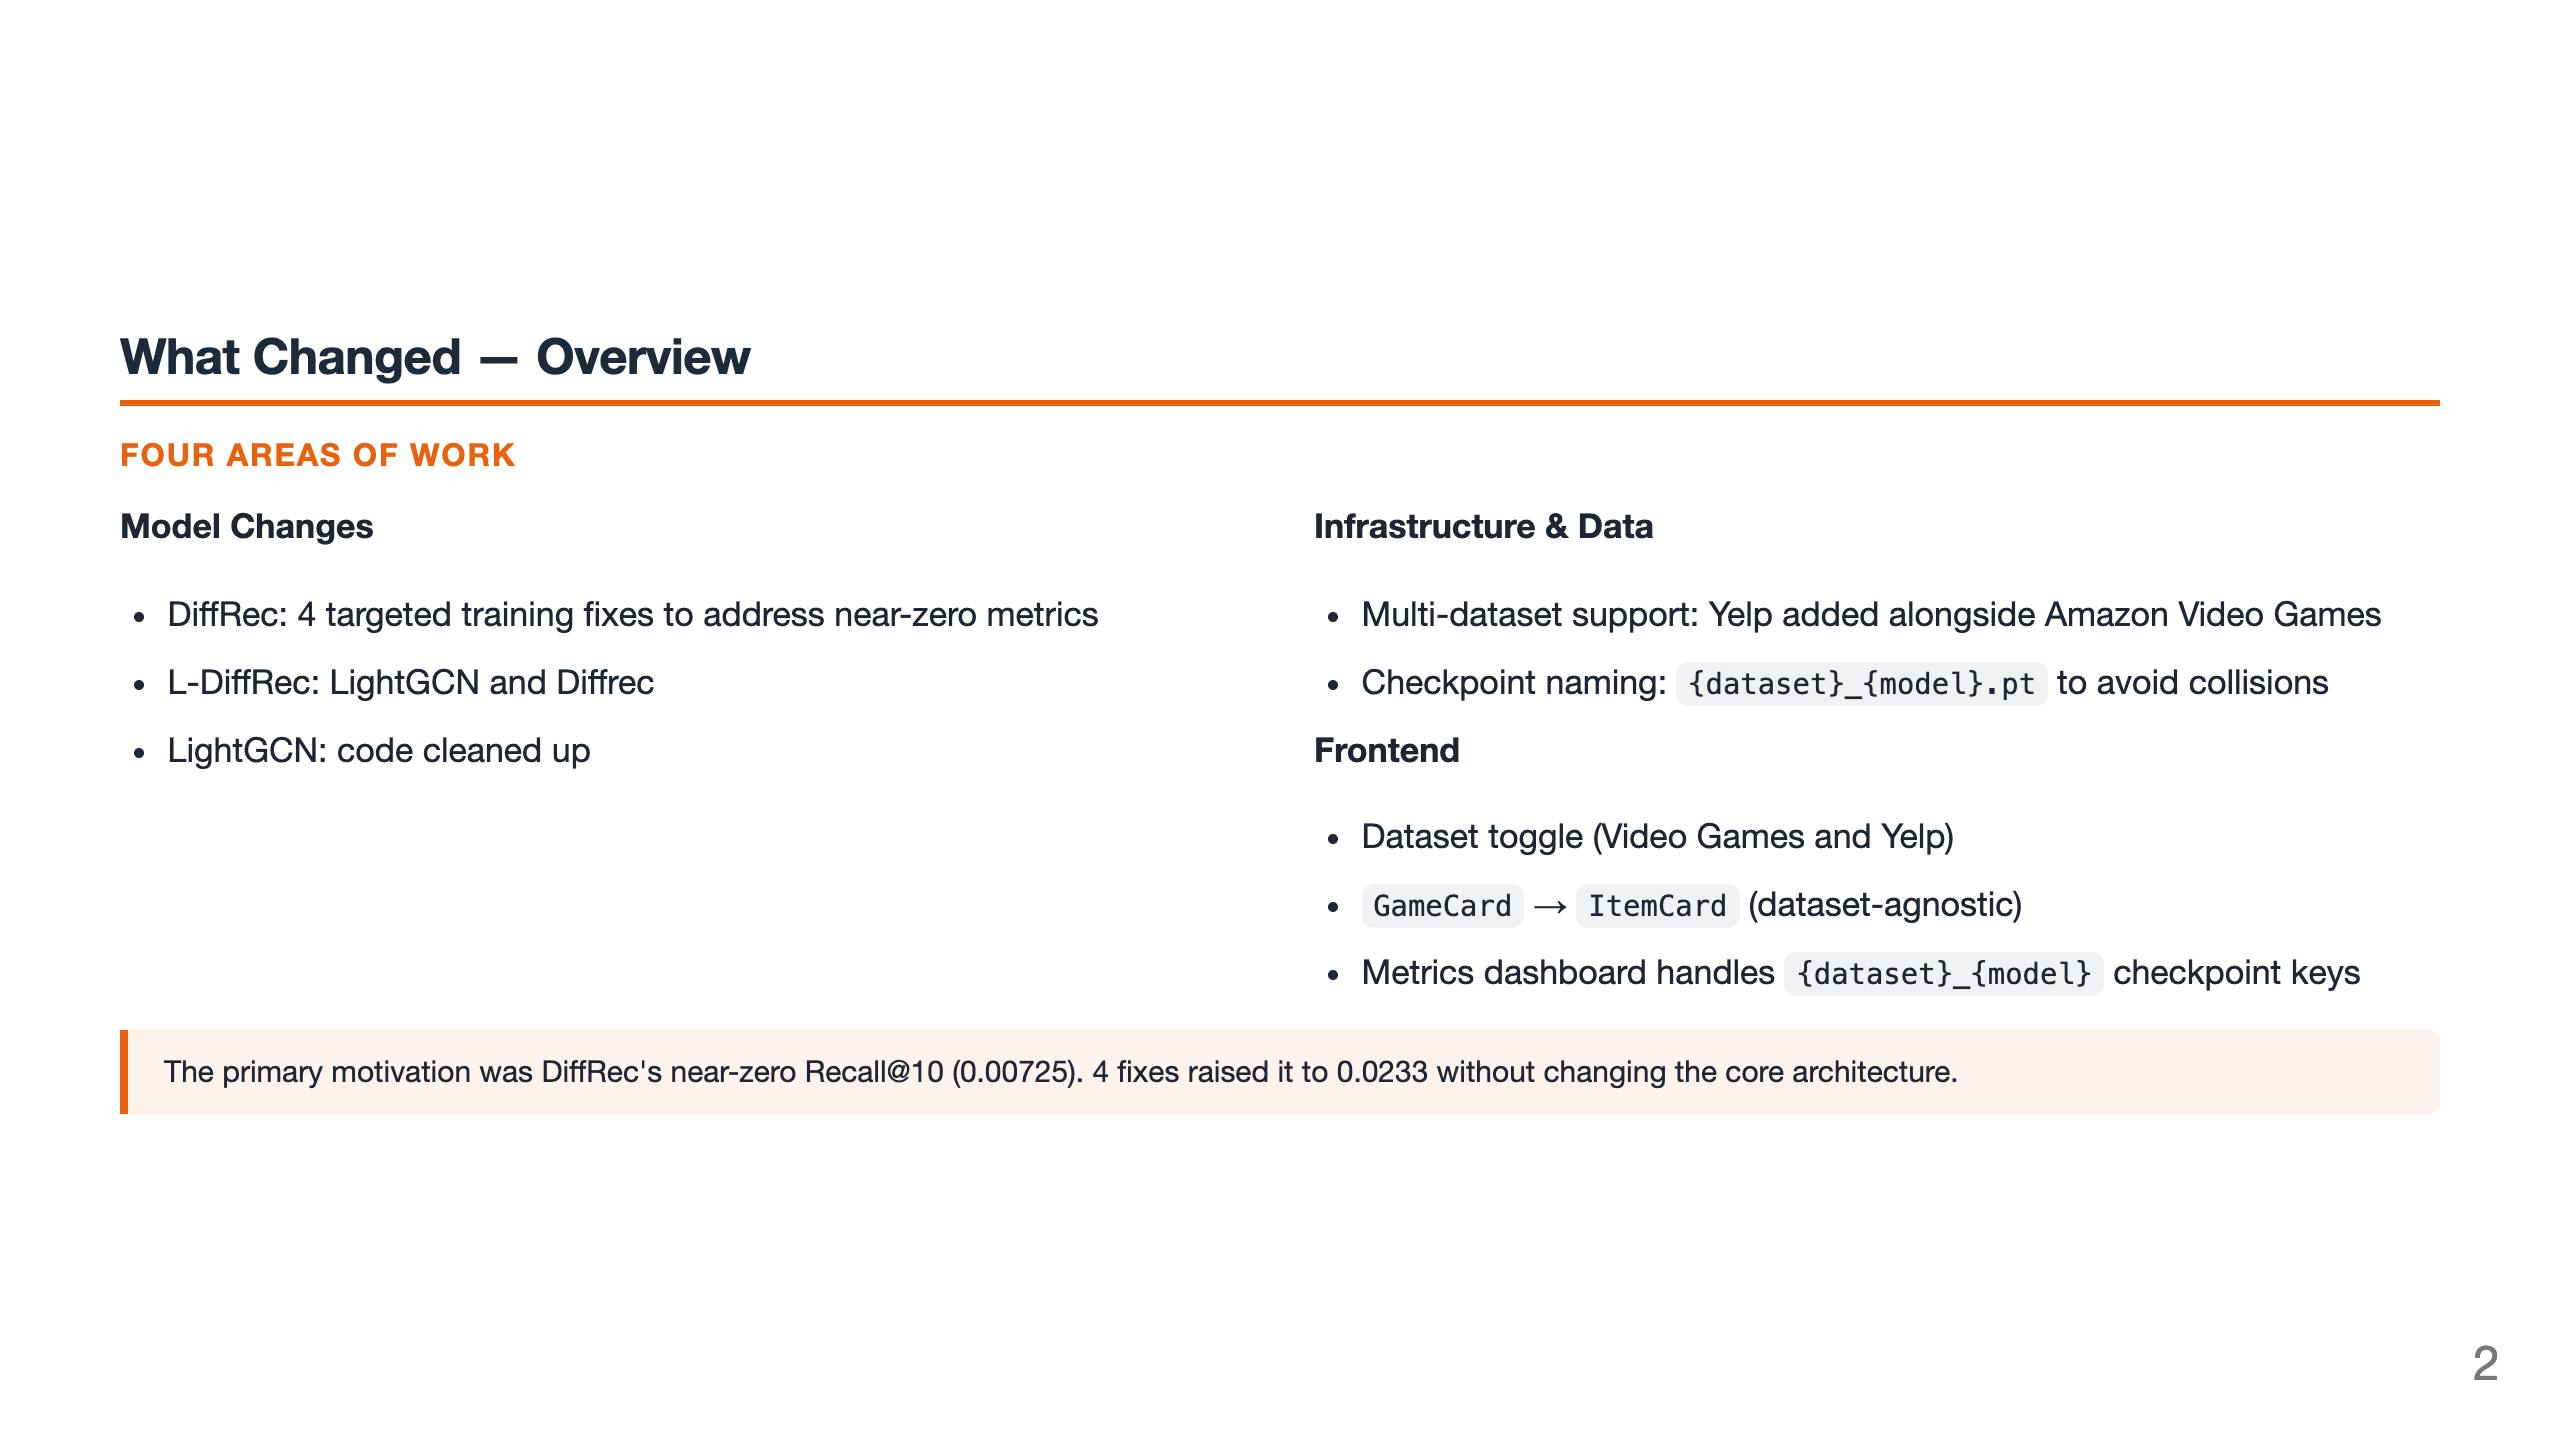 What Changed — Overview
FOUR AREAS OF WORK
Model Changes
• DiffRec: 4 targeted training fixes to address near-zero metrics
• L-DiffRec: LightGCN and Diffrec
• LightGCN: code cleaned up
Infrastructure & Data
• Multi-dataset support: Yelp added alongside Amazon Video Games
• Checkpoint naming: {dataset}_{model}.pt to avoid collisions
Frontend
• Dataset toggle (Video Games and Yelp)
• GameCard → ItemCard (dataset-agnostic)
• Metrics dashboard handles {dataset}_{model} checkpoint keys
The primary motivation was DiffRec's near-zero Recall@10 (0.00725). 4 fixes raised it to 0.0233 without changing the core architecture.
2